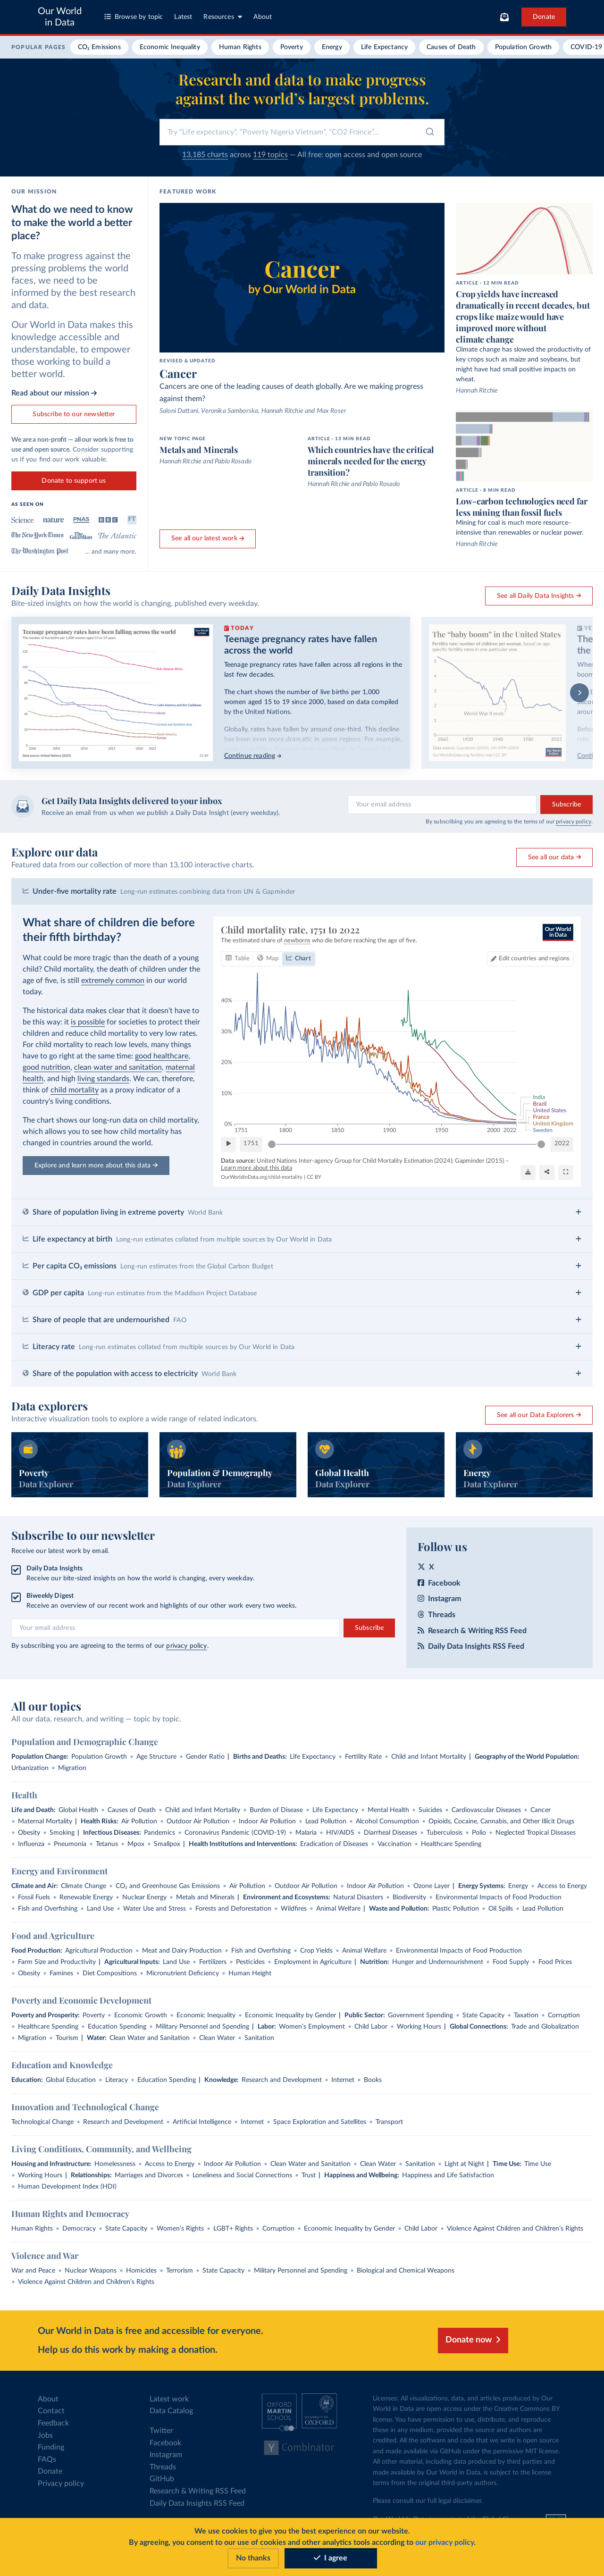 Our World
in Data
Browse by topic
Latest
Resources
About
Donate
POPULAR PAGES
CO₂ Emissions
Economic Inequality
Human Rights
Poverty
Energy
Life Expectancy
Causes of Death
Population Growth
COVID-19
Research and data to make progress
against the world's largest problems.
Try "Life expectancy", "Poverty Nigeria Vietnam", "CO2 France"...
13,185 charts across 119 topics — All free: open access and open source
OUR MISSION
What do we need to know
to make the world a better
place?
To make progress against the
pressing problems the world
faces, we need to be
informed by the best research
and data.
Our World in Data makes this
knowledge accessible and
understandable, to empower
those working to build a
better world.
Read about our mission →
Subscribe to our newsletter
We are a non-profit — all our work is free to
use and open source. Consider supporting
us if you find our work valuable.
Donate to support us
AS SEEN ON
Science
nature
PNAS
BBC
FT
The New York Times
The Guardian
The Atlantic
The Washington Post
... and many more.
FEATURED WORK
Cancer
by Our World in Data
REVISED & UPDATED
Cancer
Cancers are one of the leading causes of death globally. Are we making progress
against them?
Saloni Dattani, Veronika Samborska, Hannah Ritchie and Max Roser
NEW TOPIC PAGE
Metals and Minerals
Hannah Ritchie and Pablo Rosado
ARTICLE · 13 MIN READ
Which countries have the critical
minerals needed for the energy
transition?
Hannah Ritchie and Pablo Rosado
See all our latest work →
ARTICLE · 12 MIN READ
Crop yields have increased
dramatically in recent decades, but
crops like maize would have
improved more without
climate change
Climate change has slowed the productivity of
key crops such as maize and soybeans, but
might have had small positive impacts on
wheat.
Hannah Ritchie
ARTICLE · 8 MIN READ
Low-carbon technologies need far
less mining than fossil fuels
Mining for coal is much more resource-
intensive than renewables or nuclear power.
Hannah Ritchie
Daily Data Insights
Bite-sized insights on how the world is changing, published every weekday.
See all Daily Data Insights →
Teenage pregnancy rates have been falling across the world
TODAY
Teenage pregnancy rates have fallen
across the world
Teenage pregnancy rates have fallen across all regions in the
last few decades.
The chart shows the number of live births per 1,000
women aged 15 to 19 since 2000, based on data compiled
by the United Nations.
Globally, rates have fallen by around one-third. This decline
has been even more dramatic in some regions. For example,
Continue reading →
The "baby boom" in the United States
World War II ends
Get Daily Data Insights delivered to your inbox
Receive an email from us when we publish a Daily Data Insight (every weekday).
Your email address
Subscribe
By subscribing you are agreeing to the terms of our privacy policy.
Explore our data
Featured data from our collection of more than 13,100 interactive charts.
See all our data →
Under-five mortality rate Long-run estimates combining data from UN & Gapminder
What share of children die before
their fifth birthday?
What could be more tragic than the death of a young
child? Child mortality, the death of children under the
age of five, is still extremely common in our world
today.
The historical data makes clear that it doesn't have to
be this way: it is possible for societies to protect their
children and reduce child mortality to very low rates.
For child mortality to reach low levels, many things
have to go right at the same time: good healthcare,
good nutrition, clean water and sanitation, maternal
health, and high living standards. We can, therefore,
think of child mortality as a proxy indicator of a
country's living conditions.
The chart shows our long-run data on child mortality,
which allows you to see how child mortality has
changed in countries around the world.
Explore and learn more about this data →
Child mortality rate, 1751 to 2022
The estimated share of newborns who die before reaching the age of five.
Our World
in Data
Table
Map
Chart
Edit countries and regions
40%
30%
20%
10%
0%
India
Brazil
United States
France
United Kingdom
Sweden
1751 1800 1850 1900 1950 2000 2022
1751
2022
Data source: United Nations Inter-agency Group for Child Mortality Estimation (2024); Gapminder (2015) –
Learn more about this data
OurWorldinData.org/child-mortality | CC BY
Share of population living in extreme poverty World Bank +
Life expectancy at birth Long-run estimates collated from multiple sources by Our World in Data +
Per capita CO₂ emissions Long-run estimates from the Global Carbon Budget +
GDP per capita Long-run estimates from the Maddison Project Database +
Share of people that are undernourished FAO +
Literacy rate Long-run estimates collated from multiple sources by Our World in Data +
Share of the population with access to electricity World Bank +
Data explorers
Interactive visualization tools to explore a wide range of related indicators.
See all our Data Explorers →
Poverty
Data Explorer
Population & Demography
Data Explorer
Global Health
Data Explorer
Energy
Data Explorer
Subscribe to our newsletter
Receive our latest work by email.
Daily Data Insights
Receive our bite-sized insights on how the world is changing, every weekday.
Biweekly Digest
Receive an overview of our recent work and highlights of our other work every two weeks.
Your email address
Subscribe
By subscribing you are agreeing to the terms of our privacy policy.
Follow us
X
Facebook
Instagram
Threads
Research & Writing RSS Feed
Daily Data Insights RSS Feed
All our topics
All our data, research, and writing — topic by topic.
Population and Demographic Change
Population Change: Population Growth • Age Structure • Gender Ratio | Births and Deaths: Life Expectancy • Fertility Rate • Child and Infant Mortality | Geography of the World Population:
Urbanization • Migration
Health
Life and Death: Global Health • Causes of Death • Child and Infant Mortality • Burden of Disease • Life Expectancy • Mental Health • Suicides • Cardiovascular Diseases • Cancer
• Maternal Mortality | Health Risks: Air Pollution • Outdoor Air Pollution • Indoor Air Pollution • Lead Pollution • Alcohol Consumption • Opioids, Cocaine, Cannabis, and Other Illicit Drugs
• Obesity • Smoking | Infectious Diseases: Pandemics • Coronavirus Pandemic (COVID-19) • Malaria • HIV/AIDS • Diarrheal Diseases • Tuberculosis • Polio • Neglected Tropical Diseases
• Influenza • Pneumonia • Tetanus • Mpox • Smallpox | Health Institutions and Interventions: Eradication of Diseases • Vaccination • Healthcare Spending
Energy and Environment
Climate and Air: Climate Change • CO₂ and Greenhouse Gas Emissions • Air Pollution • Outdoor Air Pollution • Indoor Air Pollution • Ozone Layer | Energy Systems: Energy • Access to Energy
• Fossil Fuels • Renewable Energy • Nuclear Energy • Metals and Minerals | Environment and Ecosystems: Natural Disasters • Biodiversity • Environmental Impacts of Food Production
• Fish and Overfishing • Land Use • Water Use and Stress • Forests and Deforestation • Wildfires • Animal Welfare | Waste and Pollution: Plastic Pollution • Oil Spills • Lead Pollution
Food and Agriculture
Food Production: Agricultural Production • Meat and Dairy Production • Fish and Overfishing • Crop Yields • Animal Welfare • Environmental Impacts of Food Production
• Farm Size and Productivity | Agricultural Inputs: Land Use • Fertilizers • Pesticides • Employment in Agriculture | Nutrition: Hunger and Undernourishment • Food Supply • Food Prices
• Obesity • Famines • Diet Compositions • Micronutrient Deficiency • Human Height
Poverty and Economic Development
Poverty and Prosperity: Poverty • Economic Growth • Economic Inequality • Economic Inequality by Gender | Public Sector: Government Spending • State Capacity • Taxation • Corruption
• Healthcare Spending • Education Spending • Military Personnel and Spending | Labor: Women's Employment • Child Labor • Working Hours | Global Connections: Trade and Globalization
• Migration • Tourism | Water: Clean Water and Sanitation • Clean Water • Sanitation
Education and Knowledge
Education: Global Education • Literacy • Education Spending | Knowledge: Research and Development • Internet • Books
Innovation and Technological Change
Technological Change • Research and Development • Artificial Intelligence • Internet • Space Exploration and Satellites • Transport
Living Conditions, Community, and Wellbeing
Housing and Infrastructure: Homelessness • Access to Energy • Indoor Air Pollution • Clean Water and Sanitation • Clean Water • Sanitation • Light at Night | Time Use: Time Use
• Working Hours | Relationships: Marriages and Divorces • Loneliness and Social Connections • Trust | Happiness and Wellbeing: Happiness and Life Satisfaction
• Human Development Index (HDI)
Human Rights and Democracy
Human Rights • Democracy • State Capacity • Women's Rights • LGBT+ Rights • Corruption • Economic Inequality by Gender • Child Labor • Violence Against Children and Children's Rights
Violence and War
War and Peace • Nuclear Weapons • Homicides • Terrorism • State Capacity • Military Personnel and Spending • Biological and Chemical Weapons
• Violence Against Children and Children's Rights
Our World in Data is free and accessible for everyone.
Help us do this work by making a donation.
Donate now
About
Contact
Feedback
Jobs
Funding
FAQs
Donate
Privacy policy
Latest work
Data Catalog
Twitter
Facebook
Instagram
Threads
GitHub
Research & Writing RSS Feed
Daily Data Insights RSS Feed
OXFORD
MARTIN
SCHOOL
UNIVERSITY OF
OXFORD
Y Combinator
Licenses: All visualizations, data, and articles produced by Our
World in Data are open access under the Creative Commons BY
license. You have permission to use, distribute, and reproduce
these in any medium, provided the source and authors are
credited. All the software and code that we write is open source
and made available via GitHub under the permissive MIT license.
All other material, including data produced by third parties and
made available by Our World in Data, is subject to the license
terms from the original third-party authors.
Please consult our full legal disclaimer.
We use cookies to give you the best experience on our website.
By agreeing, you consent to our use of cookies and other analytics tools according to our privacy policy.
No thanks
I agree